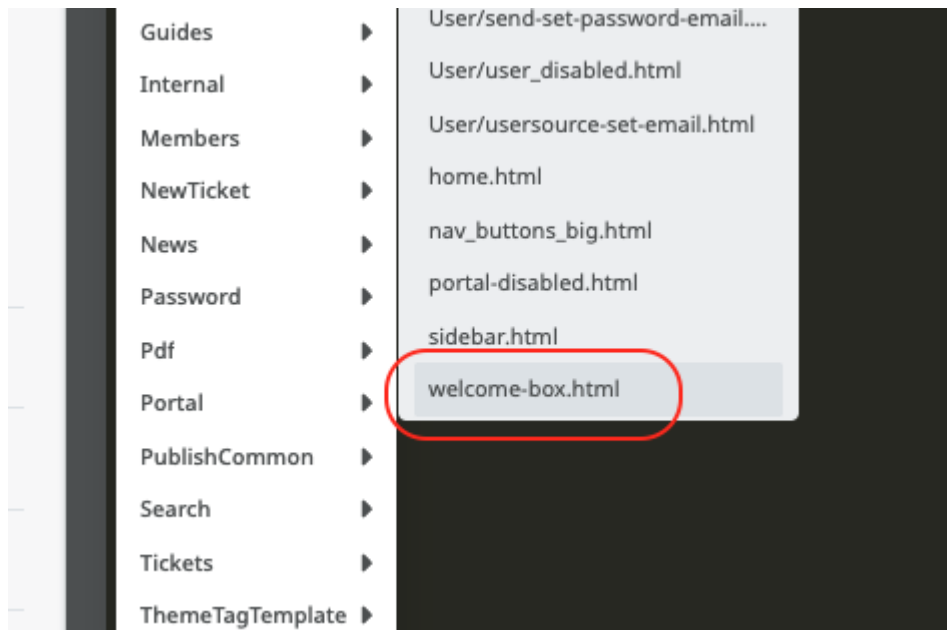 Guides
Internal
Members
NewTicket
News
Password
Pdf
Portal
PublishCommon
Search
Tickets
ThemeTagTemplate
User/send-set-password-email....
User/user_disabled.html
User/usersource-set-email.html
home.html
nav_buttons_big.html
portal-disabled.html
sidebar.html
welcome-box.html